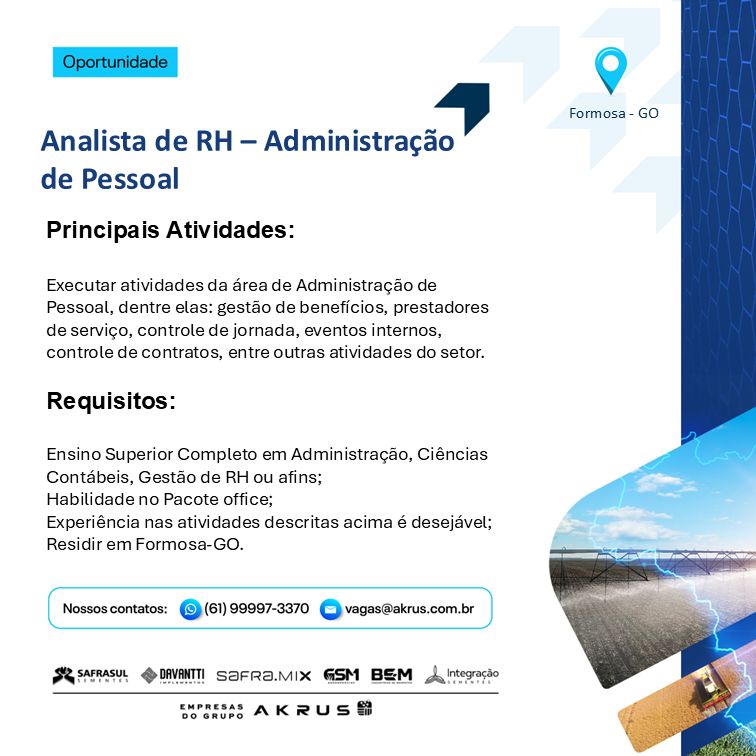 Oportunidade
Formosa - GO
Analista de RH – Administração
de Pessoal
Principais Atividades:
Executar atividades da área de Administração de
Pessoal, dentre elas: gestão de benefícios, prestadores
de serviço, controle de jornada, eventos internos,
controle de contratos, entre outras atividades do setor.
Requisitos:
Ensino Superior Completo em Administração, Ciências
Contábeis, Gestão de RH ou afins;
Habilidade no Pacote office;
Experiência nas atividades descritas acima é desejável;
Residir em Formosa-GO.
Nossos contatos: (61) 99997-3370 vagas@akrus.com.br
SAFRASUL DAVANTTI SAFRA.MIX GSM BEM Integração
SEMENTES IMPLEMENTOS SEMENTES
EMPRESAS
DO GRUPO AKRUS